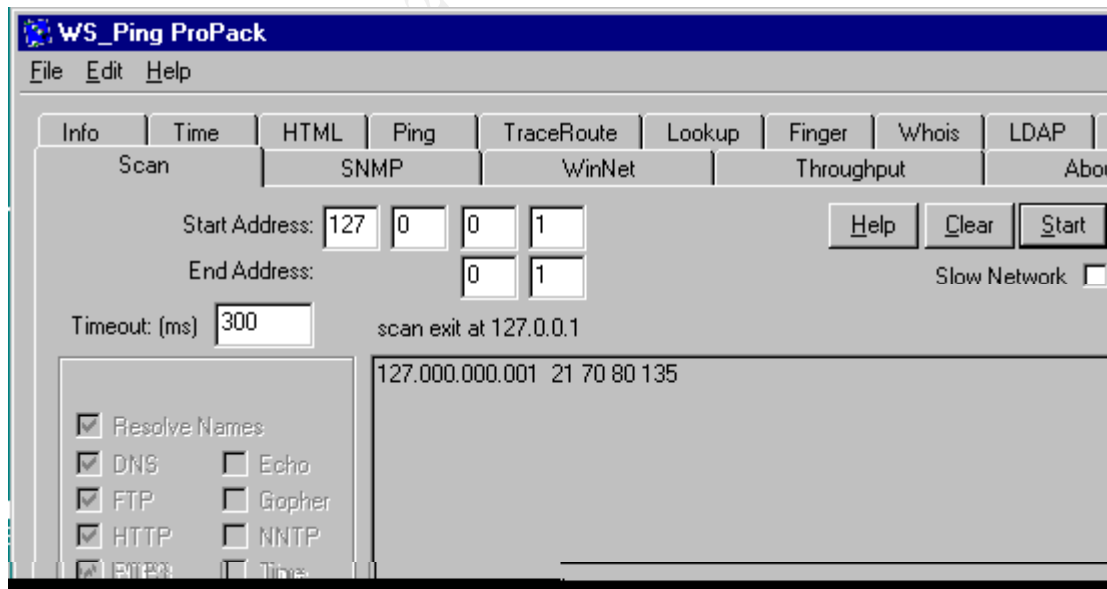 WS_Ping ProPack
File Edit Help
Info Time HTML Ping TraceRoute Lookup Finger Whois LDAP
Scan SNMP WinNet Throughput Abou
Start Address: 127 0 0 1 Help Clear Start
End Address: 0 1 Slow Network
Timeout: (ms) 300 scan exit at 127.0.0.1
127.000.000.001 21 70 80 135
Resolve Names
DNS Echo
FTP Gopher
HTTP NNTP
Time